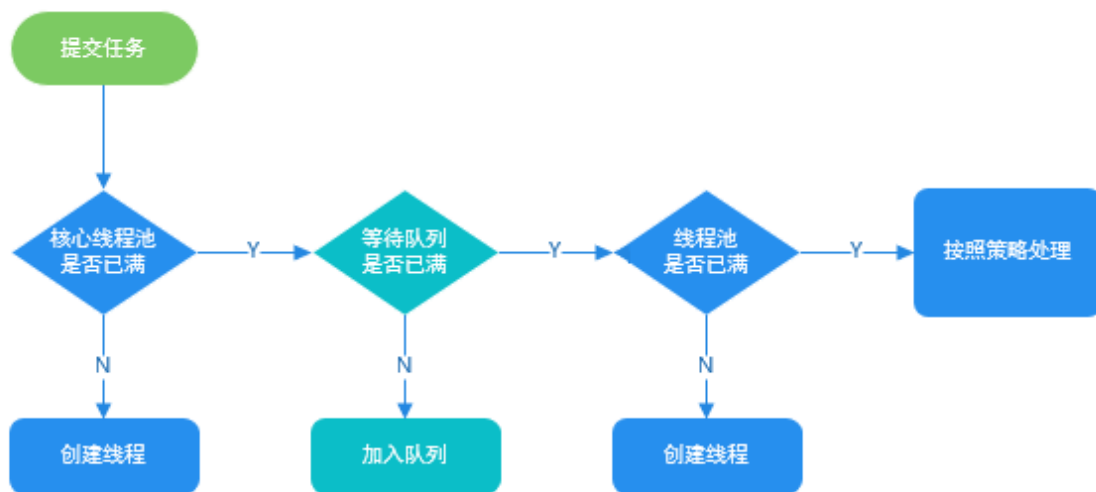 提交任务
核心线程池
是否已满
Y
等待队列
是否已满
Y
线程池
是否已满
Y
按照策略处理
N
N
N
创建线程
加入队列
创建线程